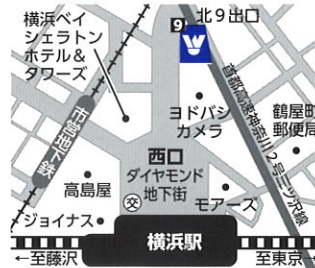 横浜ベイ
シェラトン
ホテル&
タワーズ
9
北9出口
市営地下鉄
ヨドバシ
カメラ
首都高速神奈川2号三ツ沢線
鶴屋町
郵便局
西口
ダイヤモンド
地下街
高島屋
交
モアーズ
ジョイナス
横浜駅
←至藤沢
至東京→